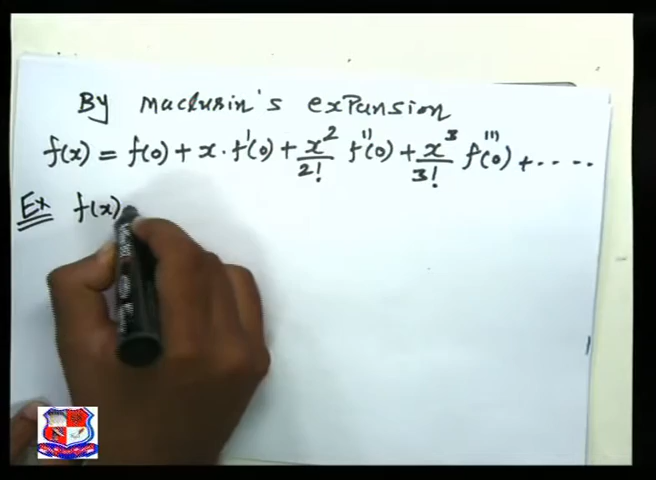 By maclurin's expansion
f(x) = f(0) + x · f'(0) + x²/2! f''(0) + x³/3! f'''(0) + ....
Ex f(x)